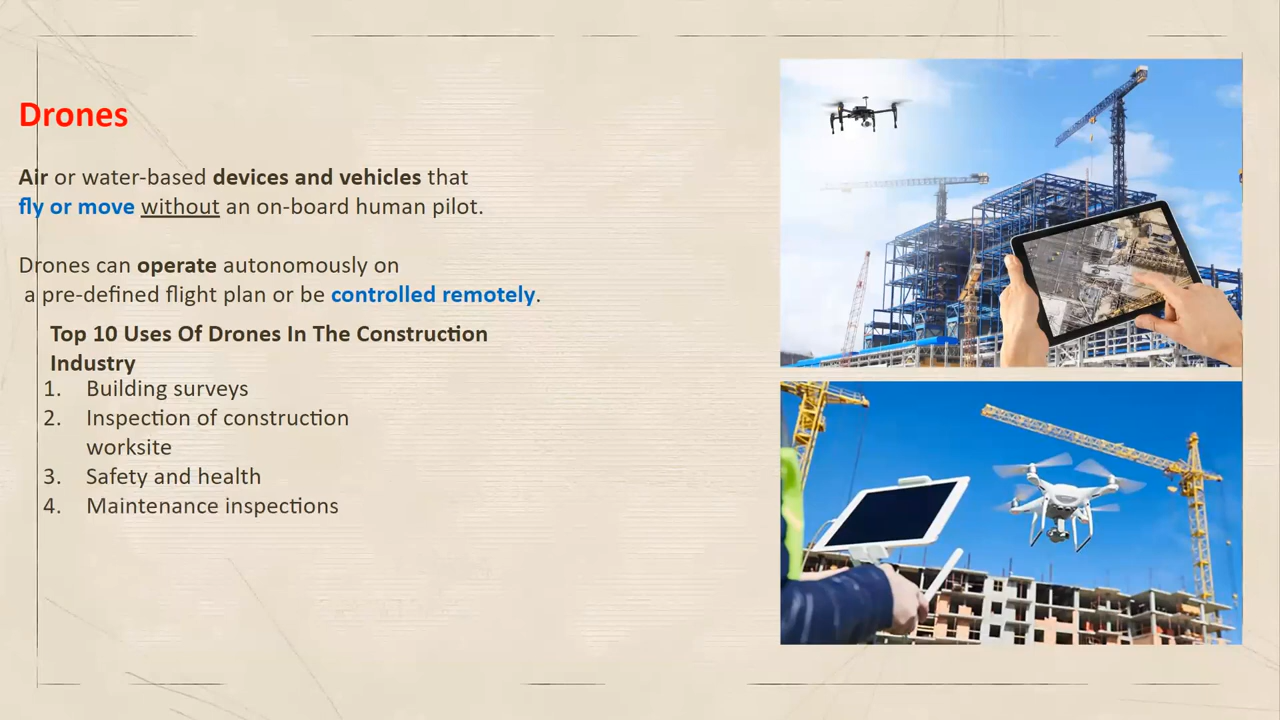 Drones
Air or water-based devices and vehicles that
fly or move without an on-board human pilot.
Drones can operate autonomously on
a pre-defined flight plan or be controlled remotely.
Top 10 Uses Of Drones In The Construction
Industry
1. Building surveys
2. Inspection of construction
worksite
3. Safety and health
4. Maintenance inspections